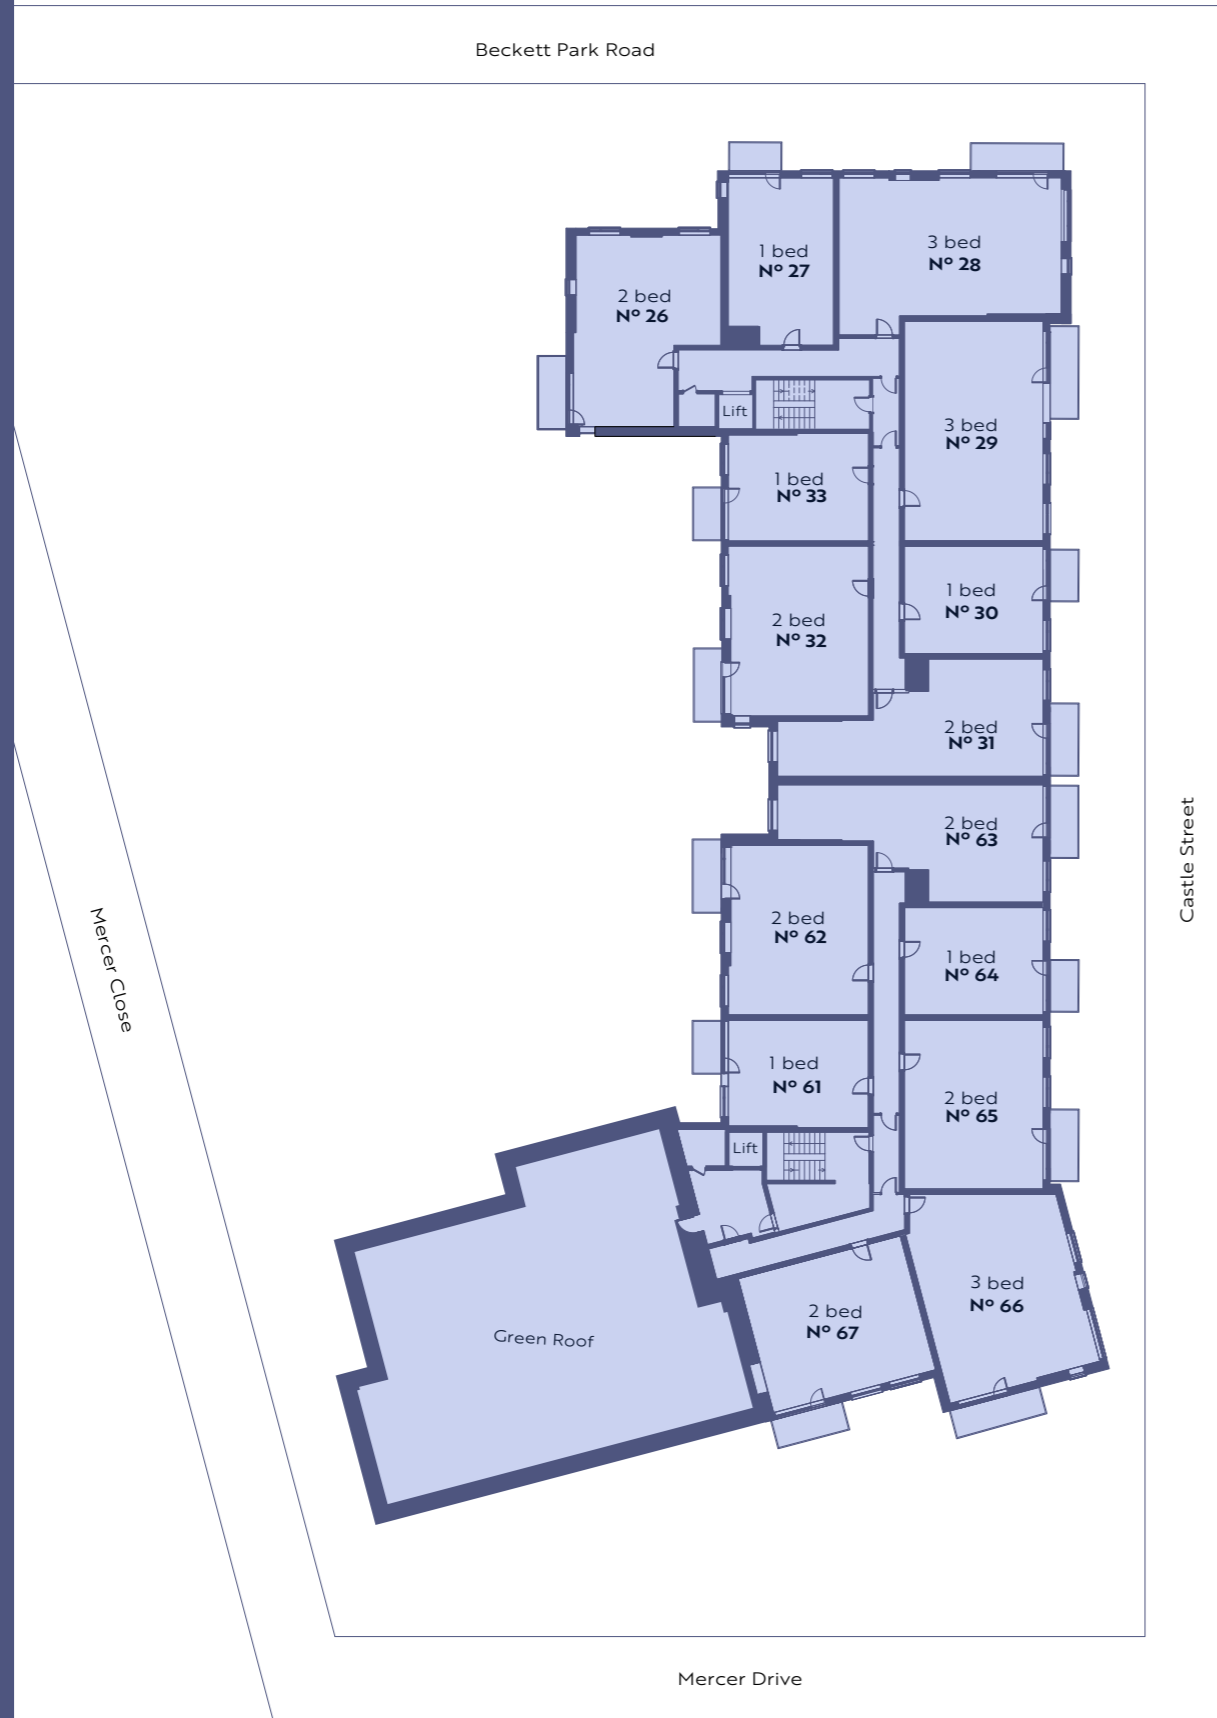 Beckett Park Road
1 bed
Nº 27
3 bed
Nº 28
2 bed
Nº 26
Lift
3 bed
Nº 29
1 bed
Nº 33
1 bed
Nº 30
2 bed
Nº 32
2 bed
Nº 31
2 bed
Nº 63
Castle Street
2 bed
Nº 62
Mercer Close
1 bed
Nº 64
1 bed
Nº 61
2 bed
Nº 65
Lift
3 bed
Nº 66
2 bed
Nº 67
Green Roof
Mercer Drive